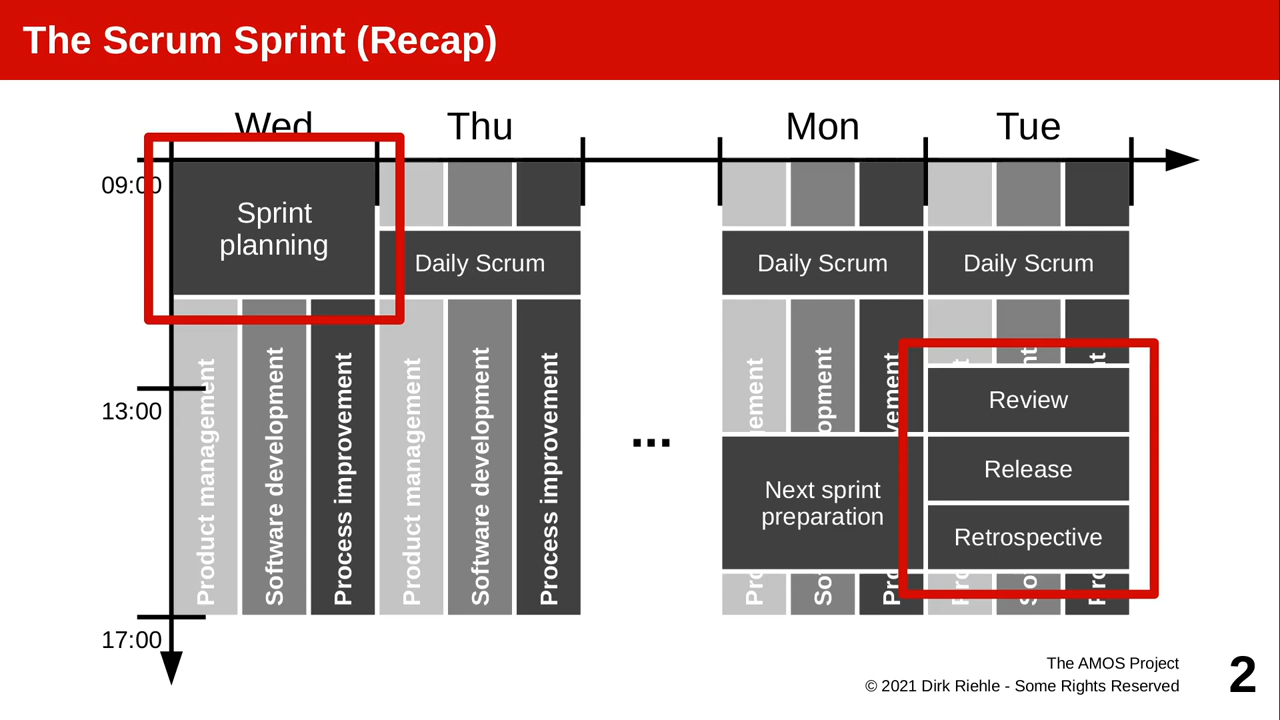 The Scrum Sprint (Recap)
Wed
Thu
Mon
Tue
09:00
Sprint
planning
Daily Scrum
Daily Scrum
Daily Scrum
Product management
Software development
Process improvement
Product management
Software development
Process improvement
...
13:00
Review
Release
Retrospective
Next sprint
preparation
17:00
The AMOS Project
© 2021 Dirk Riehle - Some Rights Reserved
2